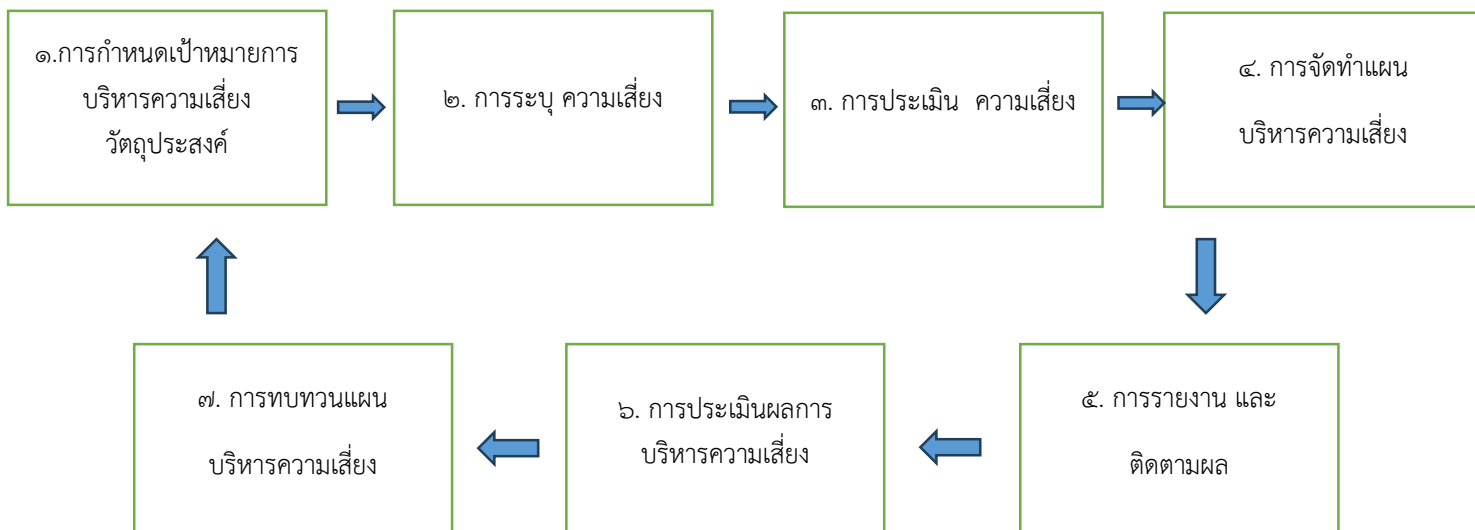 ๑.การกำหนดเป้าหมายการ
บริหารความเสี่ยง
วัตถุประสงค์
๒. การระบุ ความเสี่ยง
๓. การประเมิน ความเสี่ยง
๔. การจัดทำแผน
บริหารความเสี่ยง
๕. การรายงาน และ
ติดตามผล
๖. การประเมินผลการ
บริหารความเสี่ยง
๗. การทบทวนแผน
บริหารความเสี่ยง